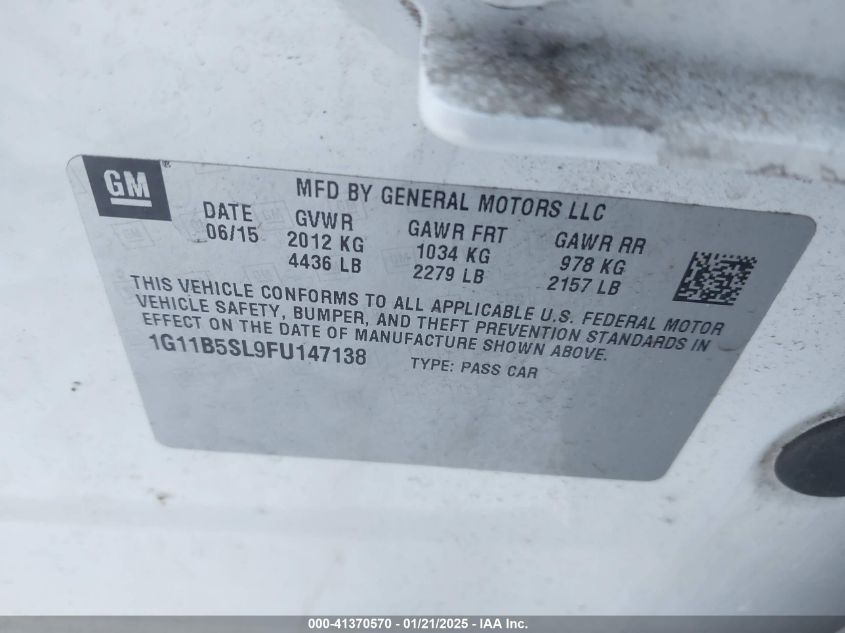 GM
MFD BY GENERAL MOTORS LLC
DATE GVWR GAWR FRT GAWR RR
06/15 2012 KG 1034 KG 978 KG
4436 LB 2279 LB 2157 LB
THIS VEHICLE CONFORMS TO ALL APPLICABLE U.S. FEDERAL MOTOR
VEHICLE SAFETY, BUMPER, AND THEFT PREVENTION STANDARDS IN
EFFECT ON THE DATE OF MANUFACTURE SHOWN ABOVE.
1G11B5SL9FU147138 TYPE: PASS CAR
000-41370570 / 01/21/2025 - IAA Inc.